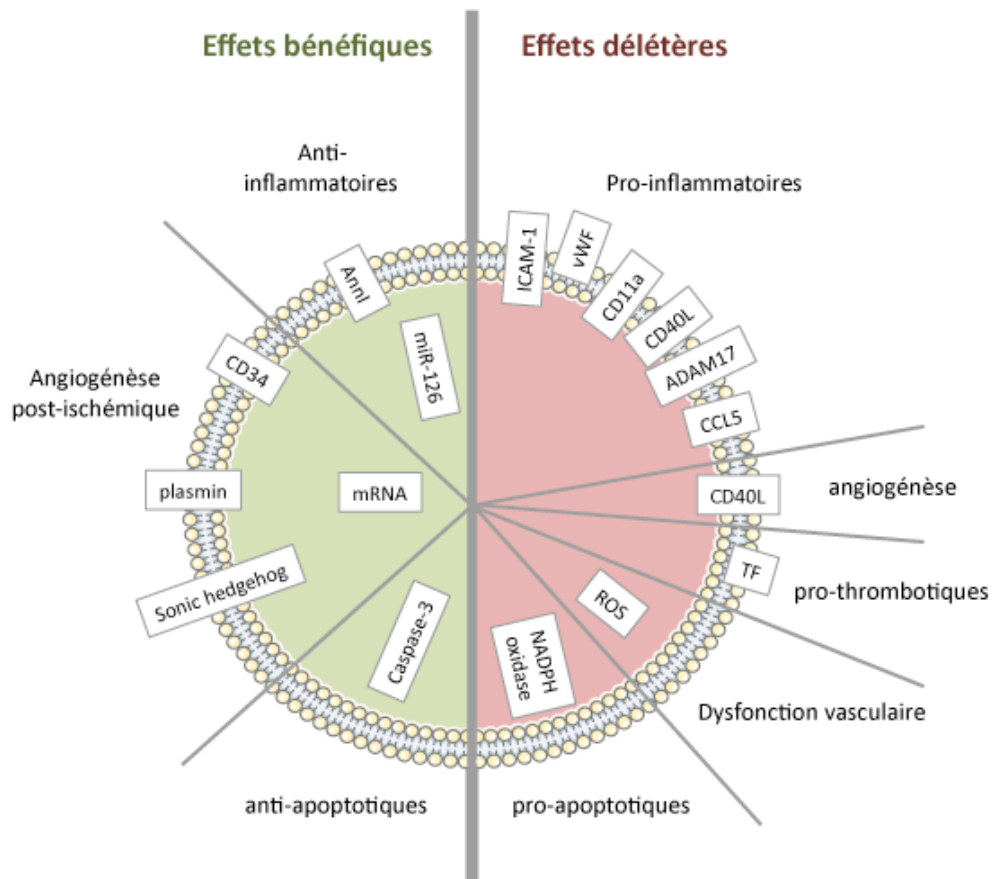 Effets bénéfiques
Effets délétères
Anti-
inflammatoires
Pro-inflammatoires
ICAM-1
vWF
CD11a
CD40L
ADAM17
CCL5
AnnI
miR-126
CD34
Angiogénèse
post-ischémique
plasmin
mRNA
CD40L
angiogénèse
TF
pro-thrombotiques
Sonic hedgehog
Caspase-3
ROS
NADPH
oxidase
Dysfonction vasculaire
anti-apoptotiques
pro-apoptotiques